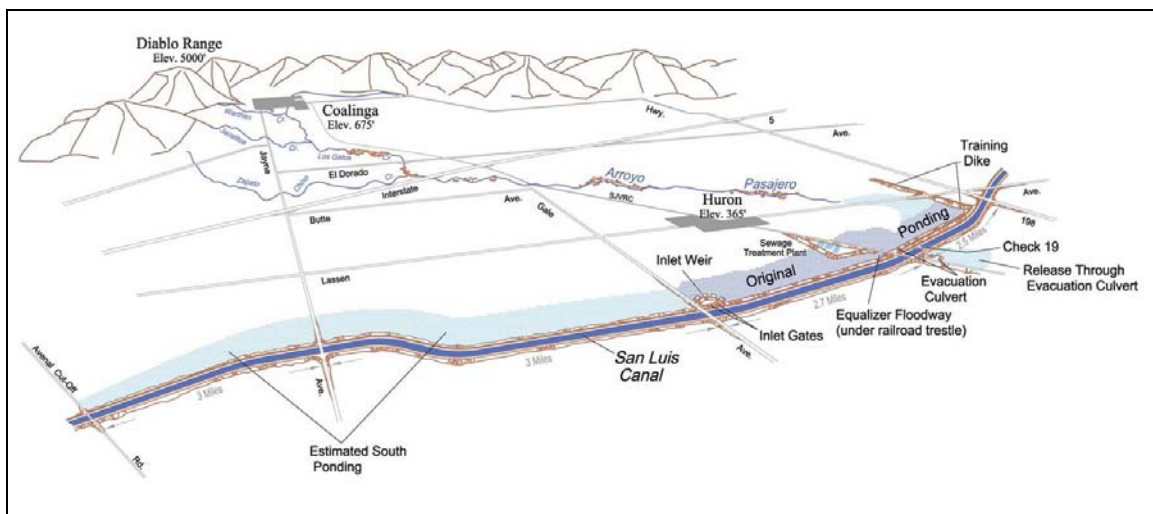 Diablo Range
Elev. 5000'
Coalinga
Elev. 675'
Warthan
Jacalitos
Los Gatos
Zapato
Chino
El Dorado
Jayne
Interstate
5
Hwy.
Ave.
Butte
Ave.
Gale
Arroyo
Pasajero
SJVRC
Huron
Elev. 365'
Lassen
Training
Dike
Ave.
198
Ponding
2.5 Miles
Check 19
Sewage
Treatment Plant
Inlet Weir
Original
Evacuation
Culvert
Release Through
Evacuation Culvert
2.7 Miles
Equalizer Floodway
(under railroad trestle)
Inlet Gates
Ave.
San Luis
Canal
3 Miles
Avenal Cut-Off
3 Miles
Ave.
Estimated South
Ponding
Rd.